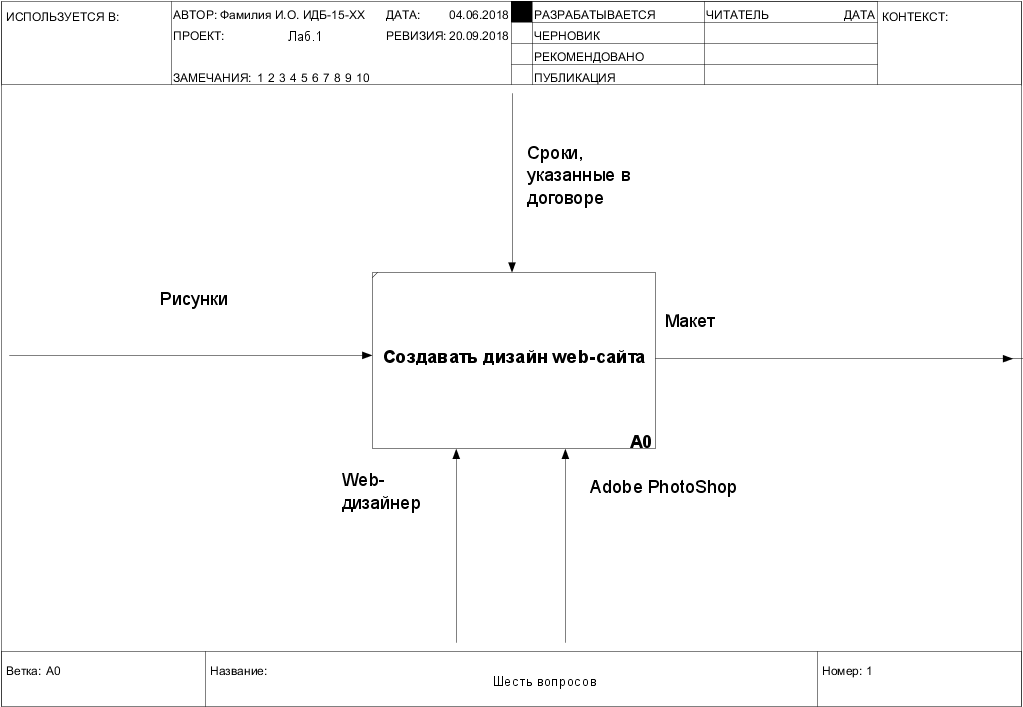 ИСПОЛЬЗУЕТСЯ В:
АВТОР: Фамилия И.О. ИДБ-15-ХХ
ДАТА: 04.06.2018
РАЗРАБАТЫВАЕТСЯ
ЧИТАТЕЛЬ
ДАТА
КОНТЕКСТ:
ПРОЕКТ: Лаб.1
РЕВИЗИЯ: 20.09.2018
ЧЕРНОВИК
РЕКОМЕНДОВАНО
ЗАМЕЧАНИЯ: 1 2 3 4 5 6 7 8 9 10
ПУБЛИКАЦИЯ
Сроки,
указанные в
договоре
Рисунки
Макет
Создавать дизайн web-сайта
A0
Web-
дизайнер
Adobe PhotoShop
Ветка: A0
Название:
Шесть вопросов
Номер: 1